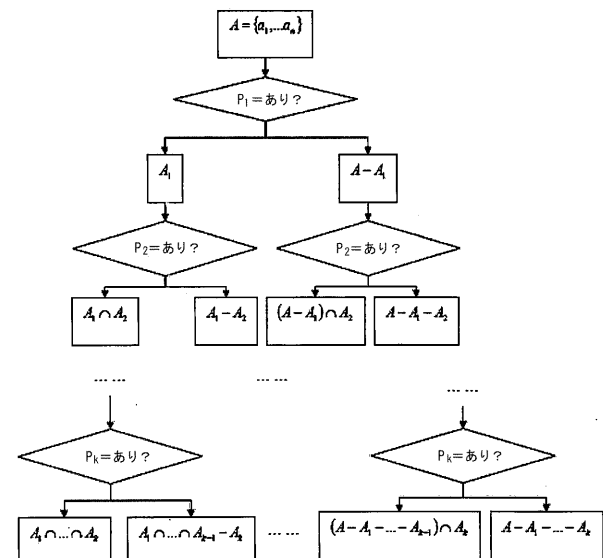 A={a₁,...aₙ}
P₁=あり?
A₁
A−A₁
P₂=あり?
P₂=あり?
A₁∩A₂
A₁−A₂
(A−A₁)∩A₂
A−A₁−A₂
……
……
……
Pₖ=あり?
Pₖ=あり?
A₁∩...∩Aₖ
A₁∩...∩Aₖ₋₁−Aₖ
……
(A−A₁−...−Aₖ₋₁)∩Aₖ
A−A₁−...−Aₖ